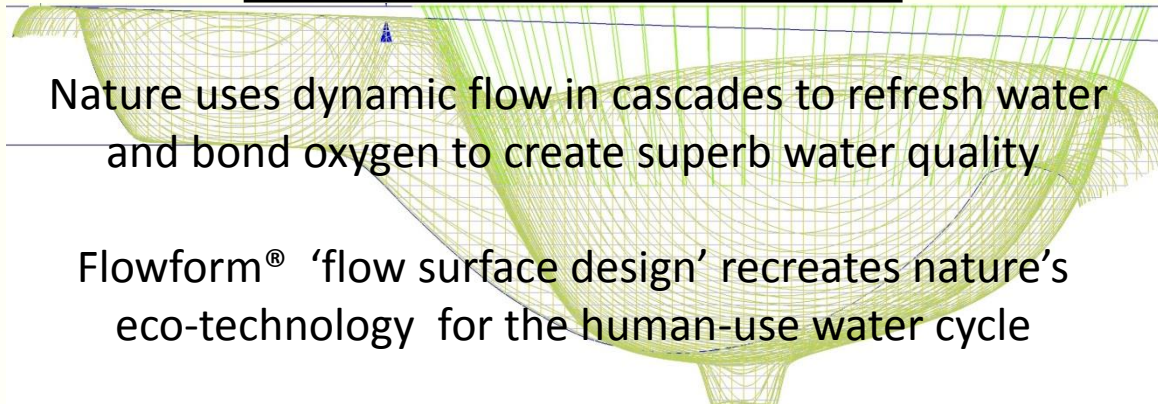 Nature uses dynamic flow in cascades to refresh water
and bond oxygen to create superb water quality
Flowform® ‘flow surface design’ recreates nature’s
eco-technology for the human-use water cycle